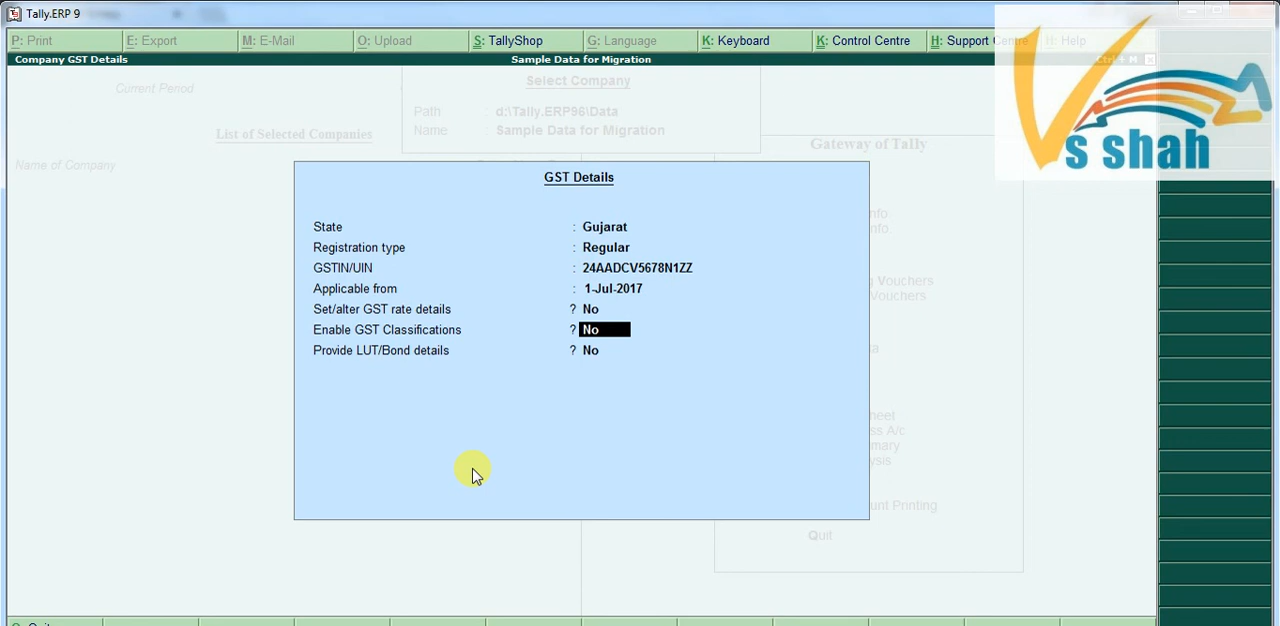 Tally.ERP 9
P: Print E: Export M: E-Mail O: Upload S: TallyShop G: Language K: Keyboard K: Control Centre H: Support Centre H: Help
Company GST Details Sample Data for Migration Ctrl + M
Current Period
Select Company
Path : d:\Tally.ERP96\Data
Name : Sample Data for Migration
List of Selected Companies
Name of Company
Gateway of Tally
Vs shah
GST Details
State : Gujarat
Registration type : Regular
GSTIN/UIN : 24AADCV5678N1ZZ
Applicable from : 1-Jul-2017
Set/alter GST rate details ? No
Enable GST Classifications ? No
Provide LUT/Bond details ? No
Vouchers
Vouchers
A/c
Printing
Quit